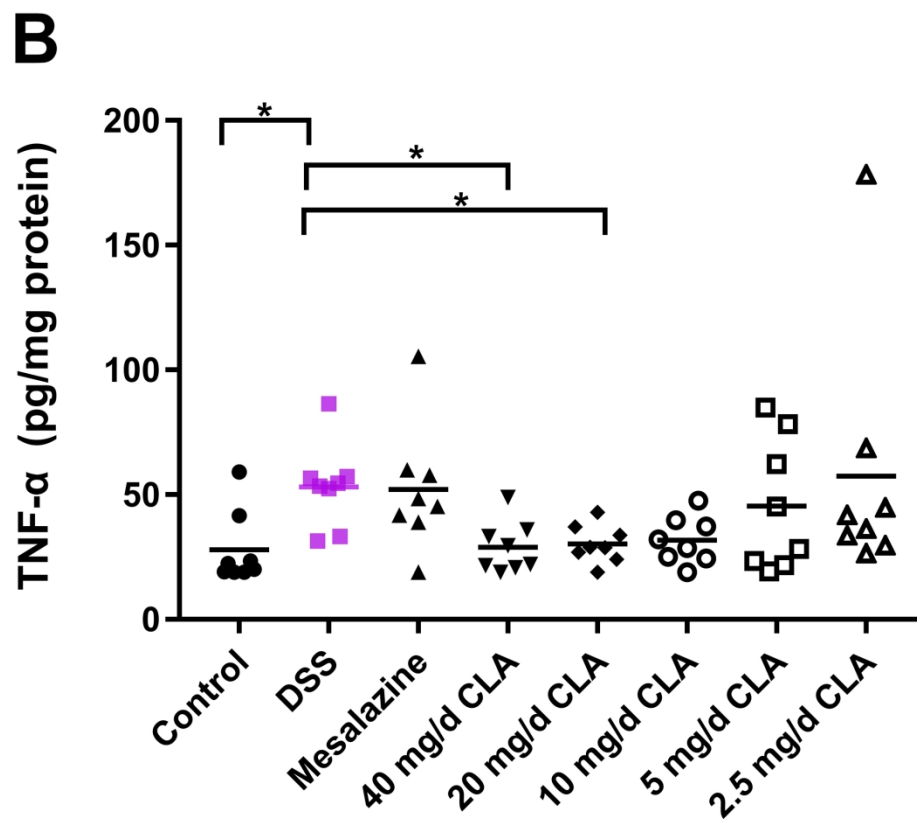 B
TNF-α (pg/mg protein)
200
150
100
50
0
*
*
*
Control
DSS
Mesalazine
40 mg/d CLA
20 mg/d CLA
10 mg/d CLA
5 mg/d CLA
2.5 mg/d CLA